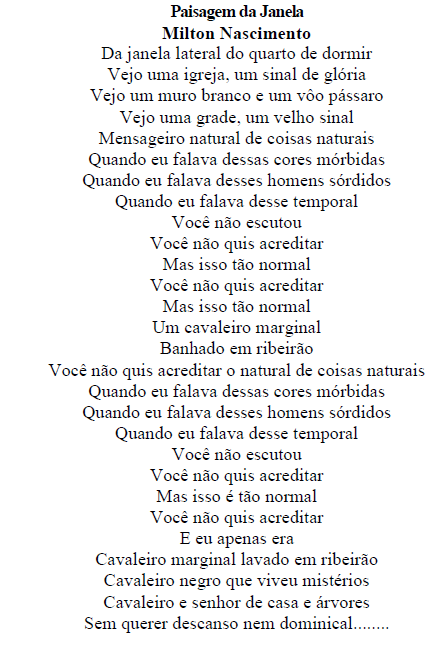 Paisagem da Janela
Milton Nascimento
Da janela lateral do quarto de dormir
Vejo uma igreja, um sinal de glória
Vejo um muro branco e um vôo pássaro
Vejo uma grade, um velho sinal
Mensageiro natural de coisas naturais
Quando eu falava dessas cores mórbidas
Quando eu falava desses homens sórdidos
Quando eu falava desse temporal
Você não escutou
Você não quis acreditar
Mas isso tão normal
Você não quis acreditar
Mas isso tão normal
Um cavaleiro marginal
Banhado em ribeirão
Você não quis acreditar o natural de coisas naturais
Quando eu falava dessas cores mórbidas
Quando eu falava desses homens sórdidos
Quando eu falava desse temporal
Você não escutou
Você não quis acreditar
Mas isso é tão normal
Você não quis acreditar
E eu apenas era
Cavaleiro marginal lavado em ribeirão
Cavaleiro negro que viveu mistérios
Cavaleiro e senhor de casa e árvores
Sem querer descanso nem dominical........